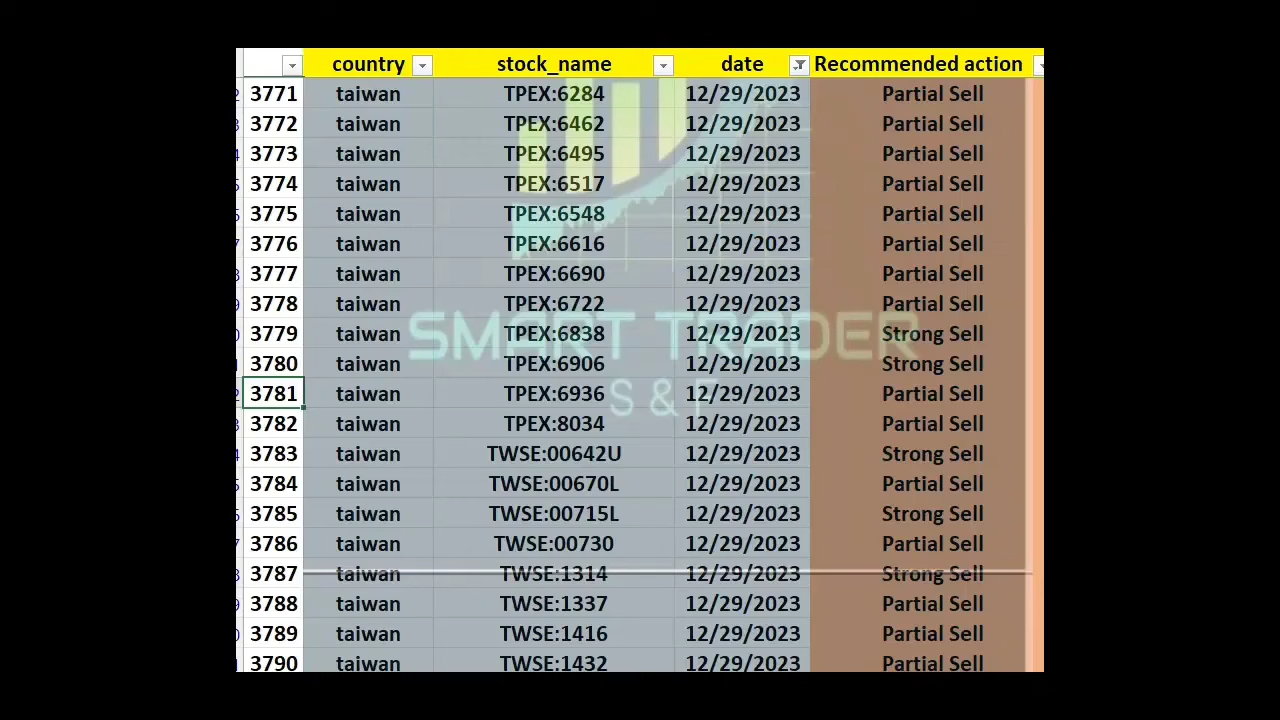 country stock_name date Recommended action
3771 taiwan TPEX:6284 12/29/2023 Partial Sell
3772 taiwan TPEX:6462 12/29/2023 Partial Sell
3773 taiwan TPEX:6495 12/29/2023 Partial Sell
3774 taiwan TPEX:6517 12/29/2023 Partial Sell
3775 taiwan TPEX:6548 12/29/2023 Partial Sell
3776 taiwan TPEX:6616 12/29/2023 Partial Sell
3777 taiwan TPEX:6690 12/29/2023 Partial Sell
3778 taiwan TPEX:6722 12/29/2023 Partial Sell
3779 taiwan TPEX:6838 12/29/2023 Strong Sell
SMART TRADER
3780 taiwan TPEX:6906 12/29/2023 Strong Sell
3781 taiwan TPEX:6936 12/29/2023 Partial Sell
S & F
3782 taiwan TPEX:8034 12/29/2023 Partial Sell
3783 taiwan TWSE:00642U 12/29/2023 Strong Sell
3784 taiwan TWSE:00670L 12/29/2023 Partial Sell
3785 taiwan TWSE:00715L 12/29/2023 Strong Sell
3786 taiwan TWSE:00730 12/29/2023 Partial Sell
3787 taiwan TWSE:1314 12/29/2023 Strong Sell
3788 taiwan TWSE:1337 12/29/2023 Partial Sell
3789 taiwan TWSE:1416 12/29/2023 Partial Sell
3790 taiwan TWSE:1432 12/29/2023 Partial Sell